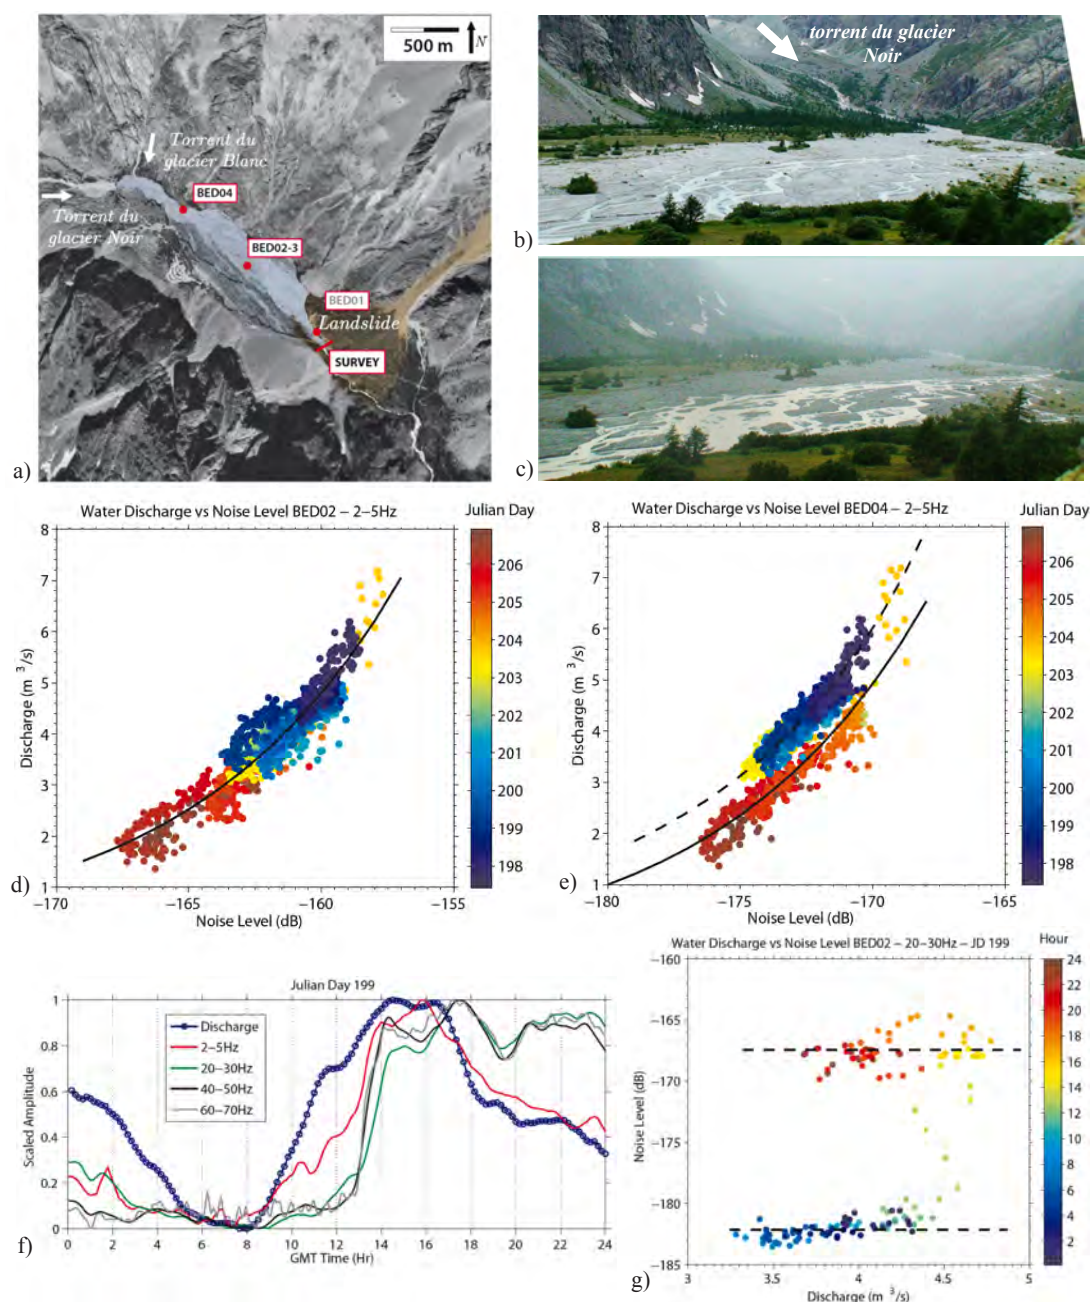 500 m
N
Torrent du
glacier Blanc
BED04
Torrent du
glacier Noir
BED02-3
BED01
Landslide
SURVEY
a)
torrent du glacier
Noir
b)
c)
Water Discharge vs Noise Level BED02 – 2–5Hz
Julian Day
8
7
6
5
4
3
2
1
Discharge (m³/s)
−170
−165
−160
−155
Noise Level (dB)
206
205
204
203
202
201
200
199
198
d)
Water Discharge vs Noise Level BED04 – 2–5Hz
Julian Day
8
7
6
5
4
3
2
1
Discharge (m³/s)
−180
−175
−170
−165
Noise Level (dB)
206
205
204
203
202
201
200
199
198
e)
Julian Day 199
1
0.8
0.6
0.4
0.2
0
Scaled Amplitude
Discharge
2–5Hz
20–30Hz
40–50Hz
60–70Hz
0 2 4 6 8 10 12 14 16 18 20 22 24
GMT Time (Hr)
f)
Water Discharge vs Noise Level BED02 – 20–30Hz – JD 199
Hour
−160
−165
−170
−175
−180
−185
Noise Level (dB)
3 3.5 4 4.5 5
Discharge (m³/s)
24
22
20
18
16
14
12
10
8
6
4
2
g)